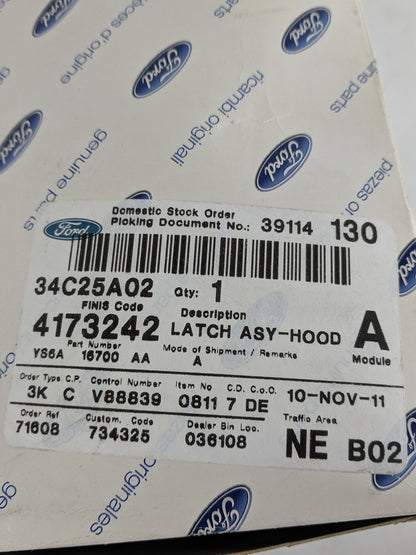 Ford
genuine parts
ricambi originali
piezas originales
pièces d'origine
Ford
Domestic Stock Order
Picking Document No.: 39114 130
34C25A02 Qty: 1
FINIS Code Description
4173242 LATCH ASY-HOOD A
Part Number Mode of Shipment / Remarks Module
YS6A 16700 AA A
Order Type C.P. Control Number Item No C.D. C.o.O. 10-NOV-11
3K C V88839 0811 7 DE
Order Ref Custom. Code Dealer Bin Loc. Traffic Area
71608 734325 036108 NE B02